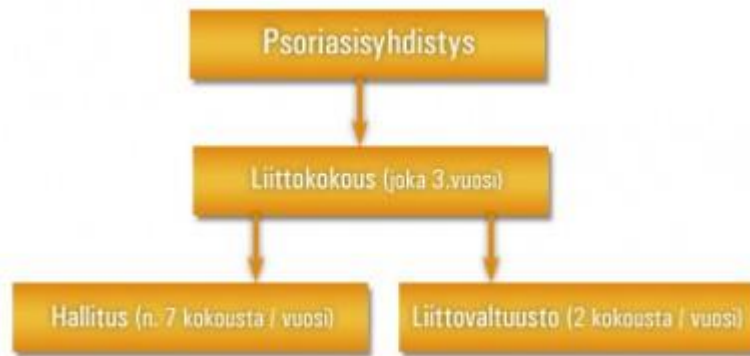 Psoriasisyhdistys
Liittokokous (joka 3.vuosi)
Hallitus (n. 7 kokousta / vuosi)
Liittovaltuusto (2 kokousta / vuosi)